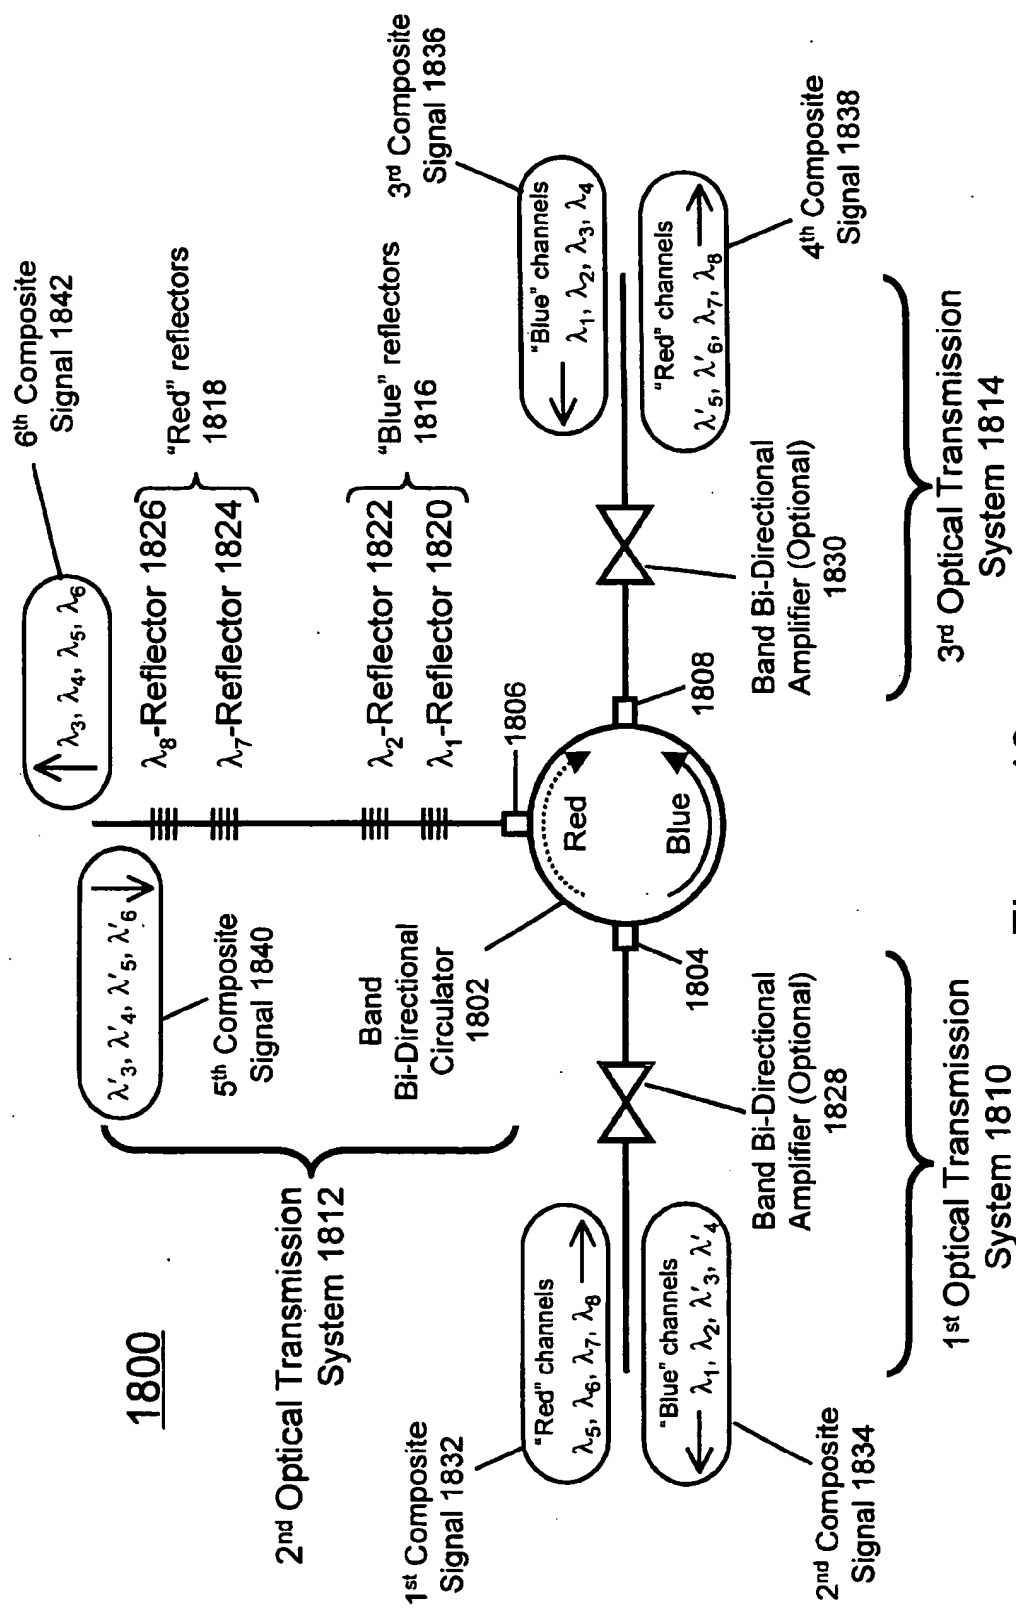 1800
6th Composite
Signal 1842
λ3, λ4, λ5, λ6
λ'3, λ'4, λ'5, λ'6
5th Composite
Signal 1840
2nd Optical Transmission
System 1812
λ8-Reflector 1826
λ7-Reflector 1824
"Red" reflectors
1818
λ2-Reflector 1822
λ1-Reflector 1820
"Blue" reflectors
1816
Band
Bi-Directional
Circulator
1802
1806
Red
Blue
1804
1808
1st Composite
Signal 1832
"Red" channels
λ5, λ6, λ7, λ8
"Blue" channels
λ1, λ2, λ'3, λ'4
2nd Composite
Signal 1834
3rd Composite
Signal 1836
"Blue" channels
λ1, λ2, λ3, λ4
"Red" channels
λ'5, λ'6, λ7, λ8
4th Composite
Signal 1838
Band Bi-Directional
Amplifier (Optional)
1828
Band Bi-Directional
Amplifier (Optional)
1830
1st Optical Transmission
System 1810
3rd Optical Transmission
System 1814